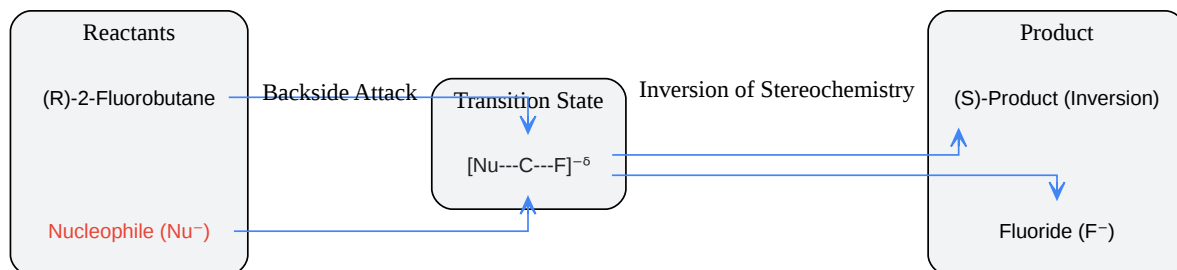 Reactants
(R)-2-Fluorobutane
Nucleophile (Nu⁻)
Backside Attack
Transition State
[Nu---C---F]⁻ᵟ
Inversion of Stereochemistry
Product
(S)-Product (Inversion)
Fluoride (F⁻)